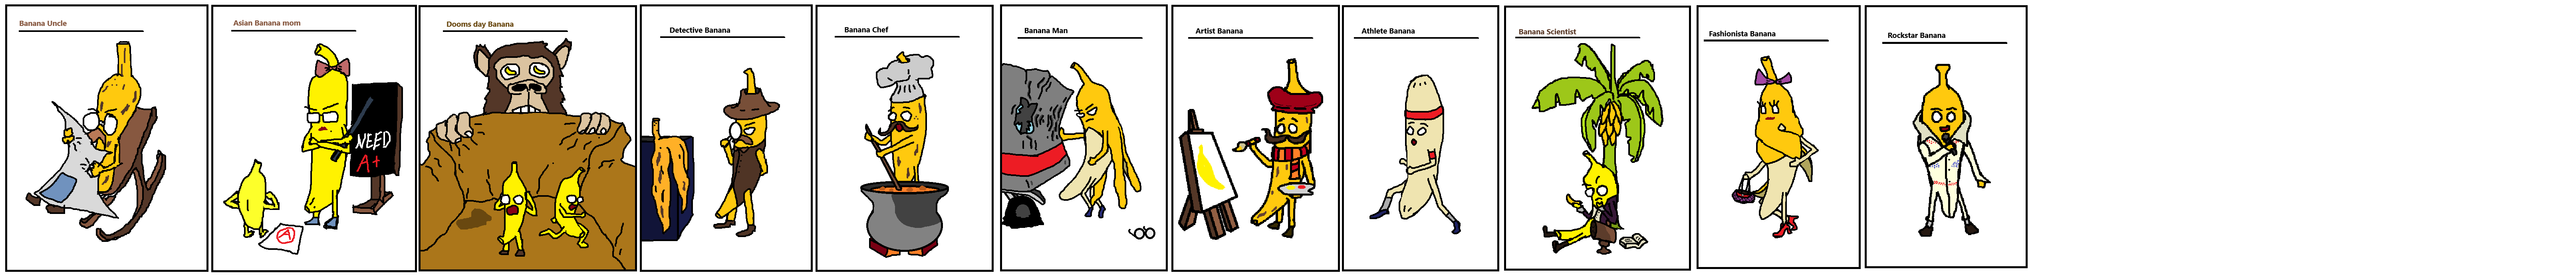 Banana Uncle
Asian Banana mom
NEED
A+
A
Dooms day Banana
Detective Banana
Banana Chef
Banana Man
Artist Banana
Athlete Banana
Banana Scientist
Fashionista Banana
Rockstar Banana